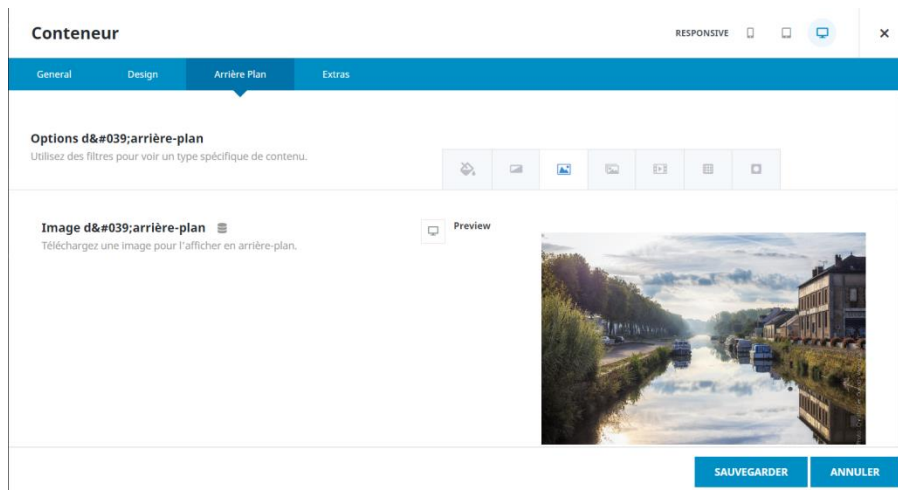 Conteneur
RESPONSIVE
General
Design
Arrière Plan
Extras
Options d&#039;arrière-plan
Utilisez des filtres pour voir un type spécifique de contenu.
Image d&#039;arrière-plan
Téléchargez une image pour l'afficher en arrière-plan.
Preview
SAUVEGARDER
ANNULER